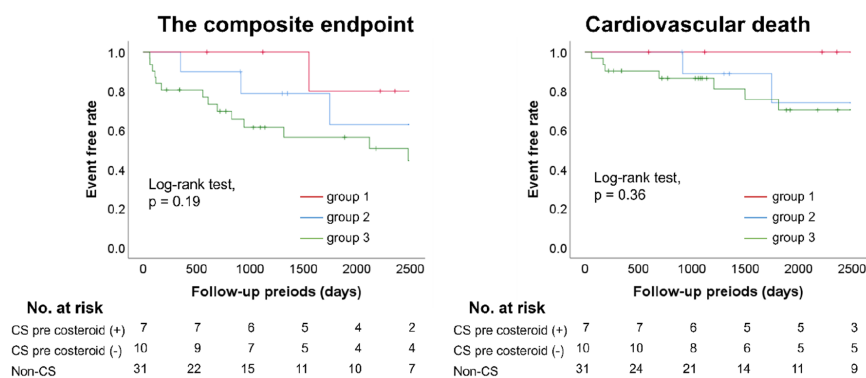 The composite endpoint
1.0
0.8
0.6
0.4
0.2
0.0
Event free rate
Log-rank test,
p = 0.19
group 1
group 2
group 3
0 500 1000 1500 2000 2500
Follow-up preiods (days)
No. at risk
CS pre costeroid (+) 7 7 6 5 4 2
CS pre costeroid (-) 10 9 7 5 4 4
Non-CS 31 22 15 11 10 7
Cardiovascular death
1.0
0.8
0.6
0.4
0.2
0.0
Event free rate
Log-rank test,
p = 0.36
group 1
group 2
group 3
0 500 1000 1500 2000 2500
Follow-up preiods (days)
No. at risk
CS pre costeroid (+) 7 7 6 5 5 3
CS pre costeroid (-) 10 10 8 6 5 5
Non-CS 31 24 21 14 11 9